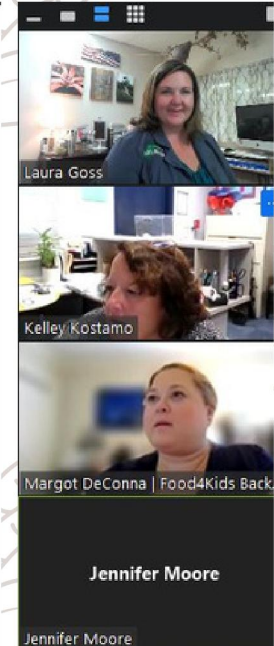 Laura Goss
Kelley Kostamo
Margot DeConna | Food4Kids Back
Jennifer Moore
Jennifer Moore